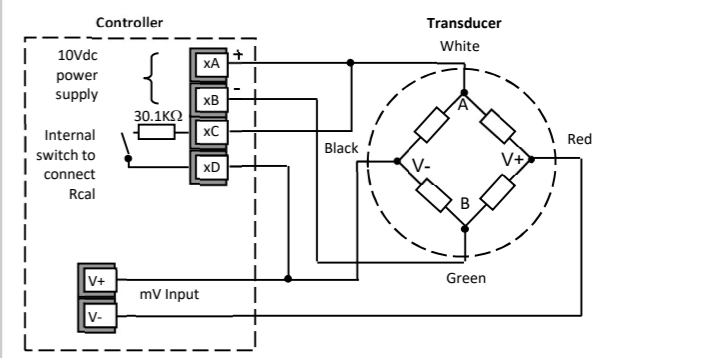 Controller
Transducer
White
10Vdc
power
supply
+
xA
-
xB
30.1KΩ
xC
Internal
switch to
connect
Rcal
xD
Black
Red
A
V-
V+
B
Green
V+
mV Input
V-